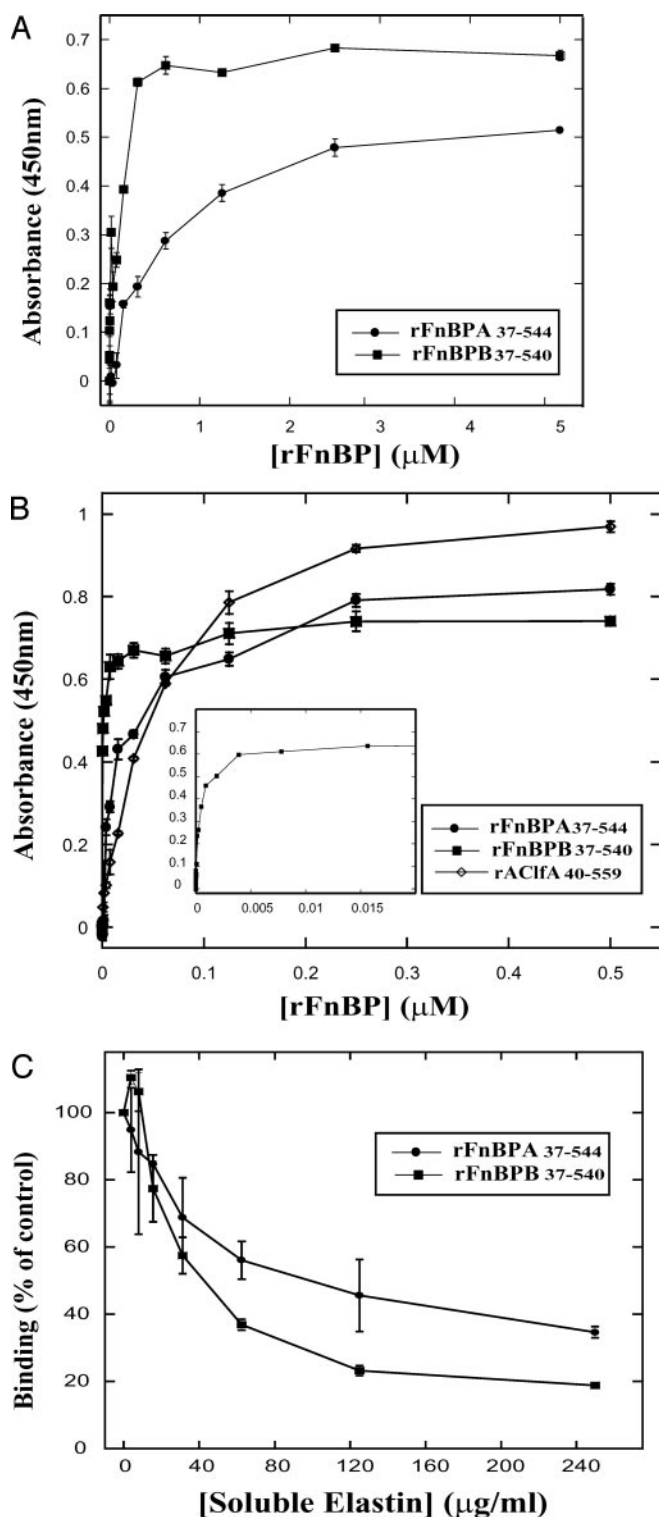 A
0.7
0.6
0.5
0.4
0.3
0.2
0.1
0
Absorbance (450nm)
rFnBPA 37-544
rFnBPB 37-540
0 1 2 3 4 5
[rFnBP] (μM)
B
1
0.8
0.6
0.4
0.2
0
Absorbance (450nm)
0.7
0.6
0.5
0.4
0.3
0.2
0.1
0
0 0.005 0.01 0.015
rFnBPA 37-544
rFnBPB 37-540
rAClfA 40-559
0 0.1 0.2 0.3 0.4 0.5
[rFnBP] (μM)
C
100
80
60
40
20
0
Binding (% of control)
rFnBPA 37-544
rFnBPB 37-540
0 40 80 120 160 200 240
[Soluble Elastin] (μg/ml)